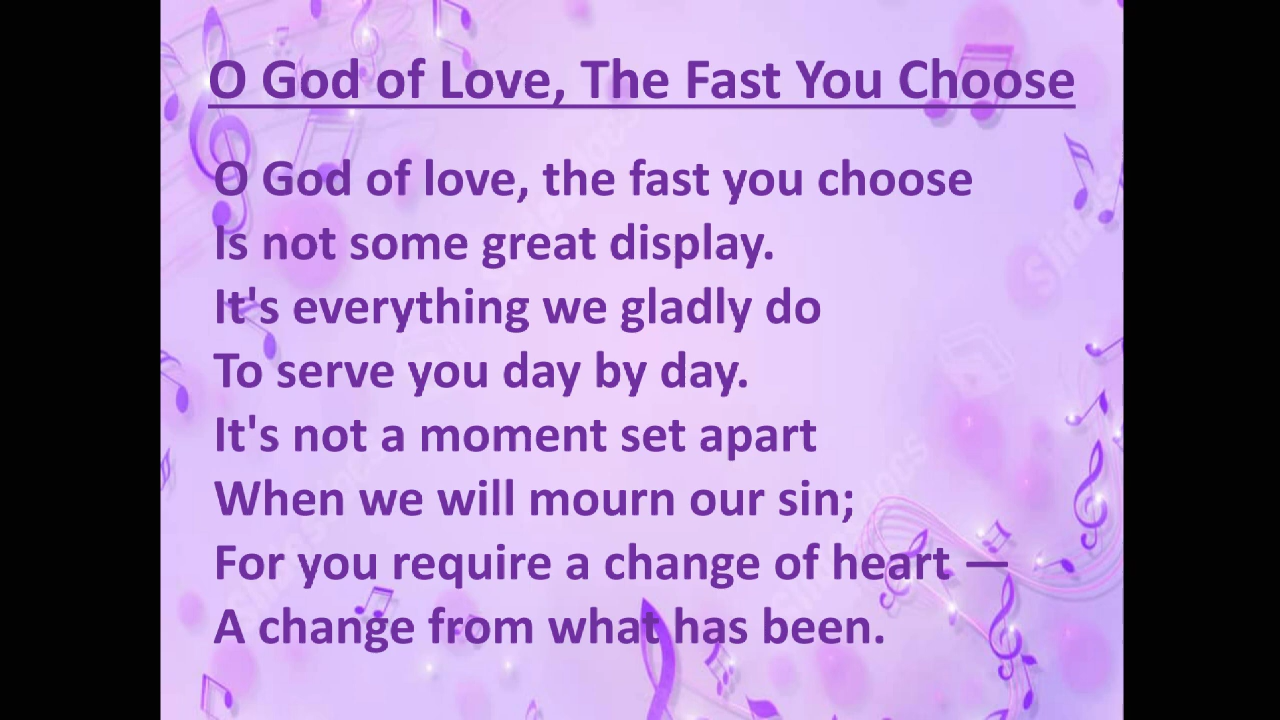 O God of Love, The Fast You Choose
O God of love, the fast you choose
Is not some great display.
It's everything we gladly do
To serve you day by day.
It's not a moment set apart
When we will mourn our sin;
For you require a change of heart —
A change from what has been.